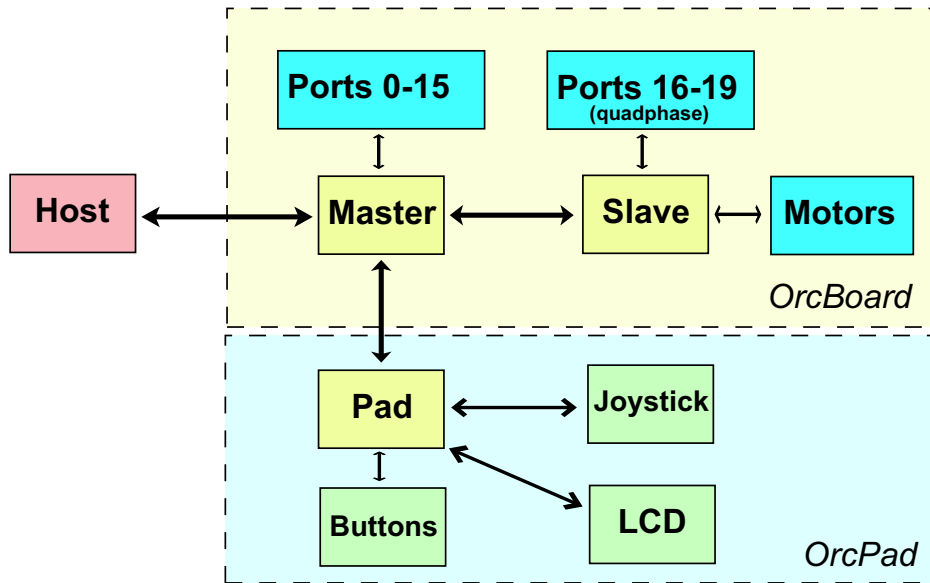 Ports 0-15
Ports 16-19
(quadphase)
Host
Master
Slave
Motors
OrcBoard
Pad
Joystick
Buttons
LCD
OrcPad